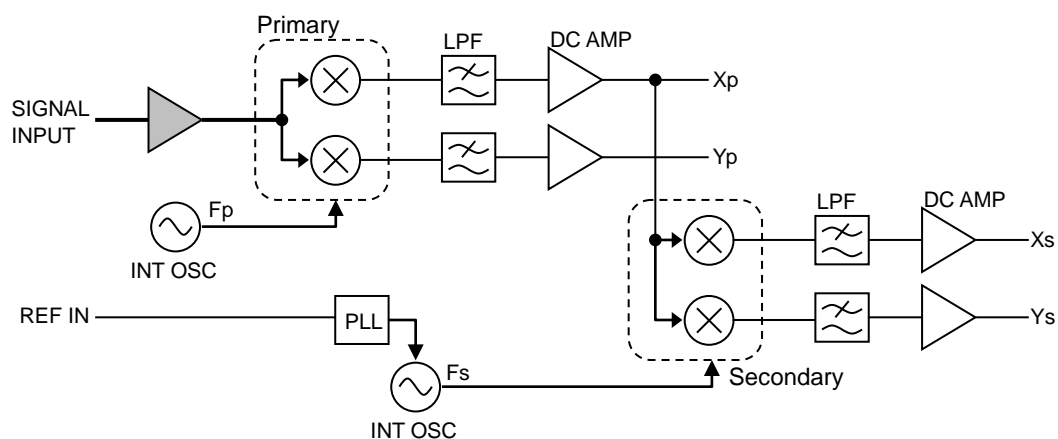 Primary
LPF
DC AMP
SIGNAL
INPUT
Xp
Yp
Fp
INT OSC
LPF
DC AMP
Xs
REF IN
PLL
Ys
Fs
Secondary
INT OSC